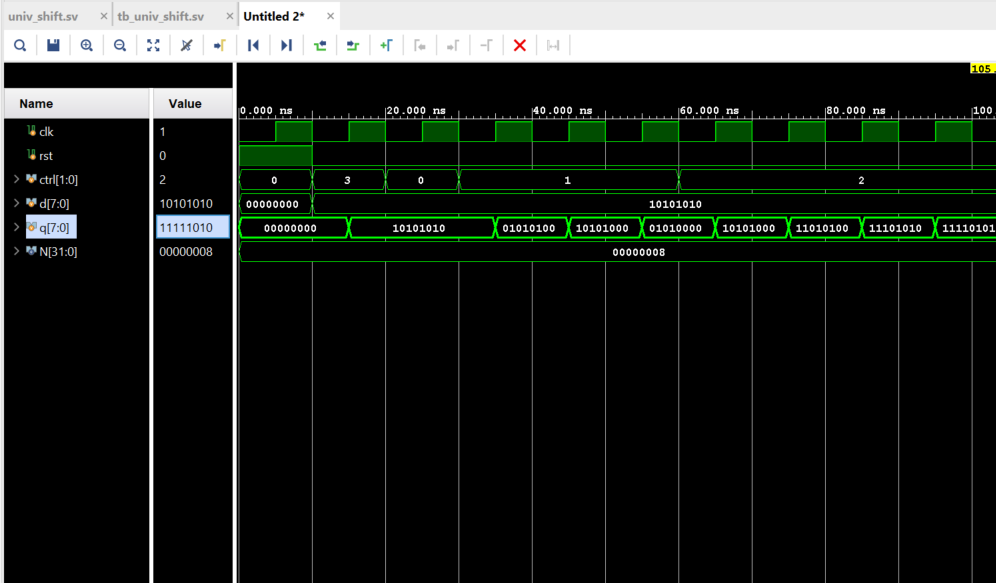 univ_shift.sv × tb_univ_shift.sv × Untitled 2* ×
105.
Name Value
0.000 ns 20.000 ns 40.000 ns 60.000 ns 80.000 ns 100.
clk 1
rst 0
ctrl[1:0] 2 0 3 0 1 2
d[7:0] 10101010 00000000 10101010
q[7:0] 11111010 00000000 10101010 01010100 10101000 01010000 10101000 11010100 11101010 11110101
N[31:0] 00000008 00000008